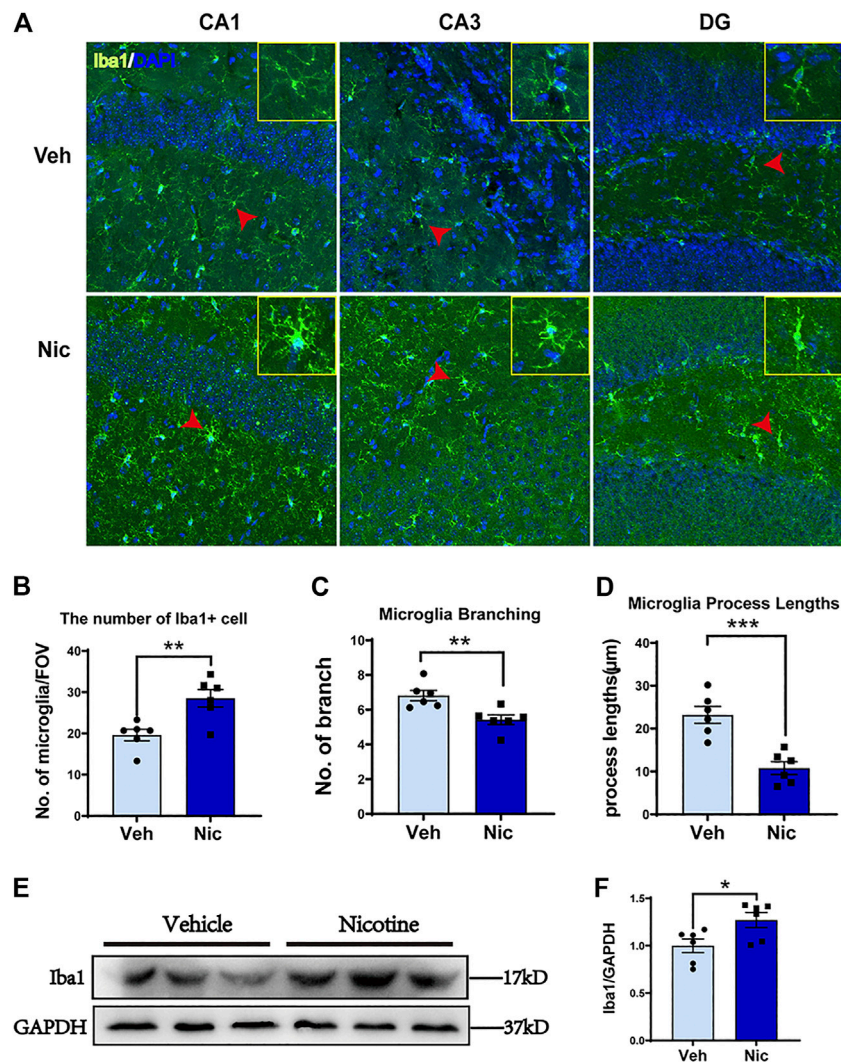 A
CA1 CA3 DG
Iba1/DAPI
Veh
Nic
B
The number of Iba1+ cell
**
No. of microglia/FOV
40
30
20
10
0
Veh Nic
C
Microglia Branching
**
No. of branch
10
8
6
4
2
0
Veh Nic
D
Microglia Process Lengths
***
process lengths(μm)
40
30
20
10
0
Veh Nic
E
Vehicle Nicotine
Iba1 17kD
GAPDH 37kD
F
*
Iba1/GAPDH
1.5
1.0
0.5
0.0
Veh Nic